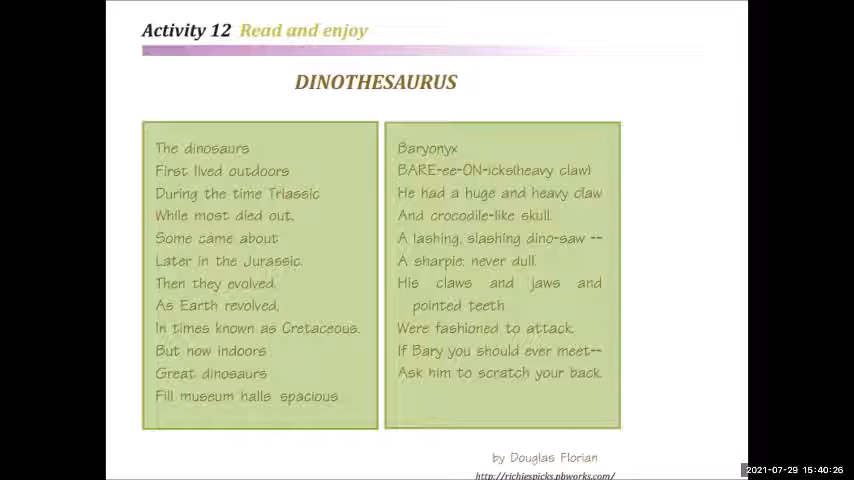 Activity 12 Read and enjoy
DINOTHESAURUS
The dinosaurs
First lived outdoors
During the time Triassic
While most died out.
Some came about
Later in the Jurassic.
Then they evolved,
As Earth revolved,
In times known as Cretaceous.
But now indoors
Great dinosaurs
Fill museum halls spacious
Baryonyx
BARE-ee-ON-icks(heavy claw)
He had a huge and heavy claw
And crocodile-like skull.
A lashing, slashing dino-saw --
A sharpie: never dull.
His claws and jaws and
pointed teeth
Were fashioned to attack.
If Bary you should ever meet--
Ask him to scratch your back.
by Douglas Florian
http://richiespicks.pbworks.com/
2021-07-29 15:40:26